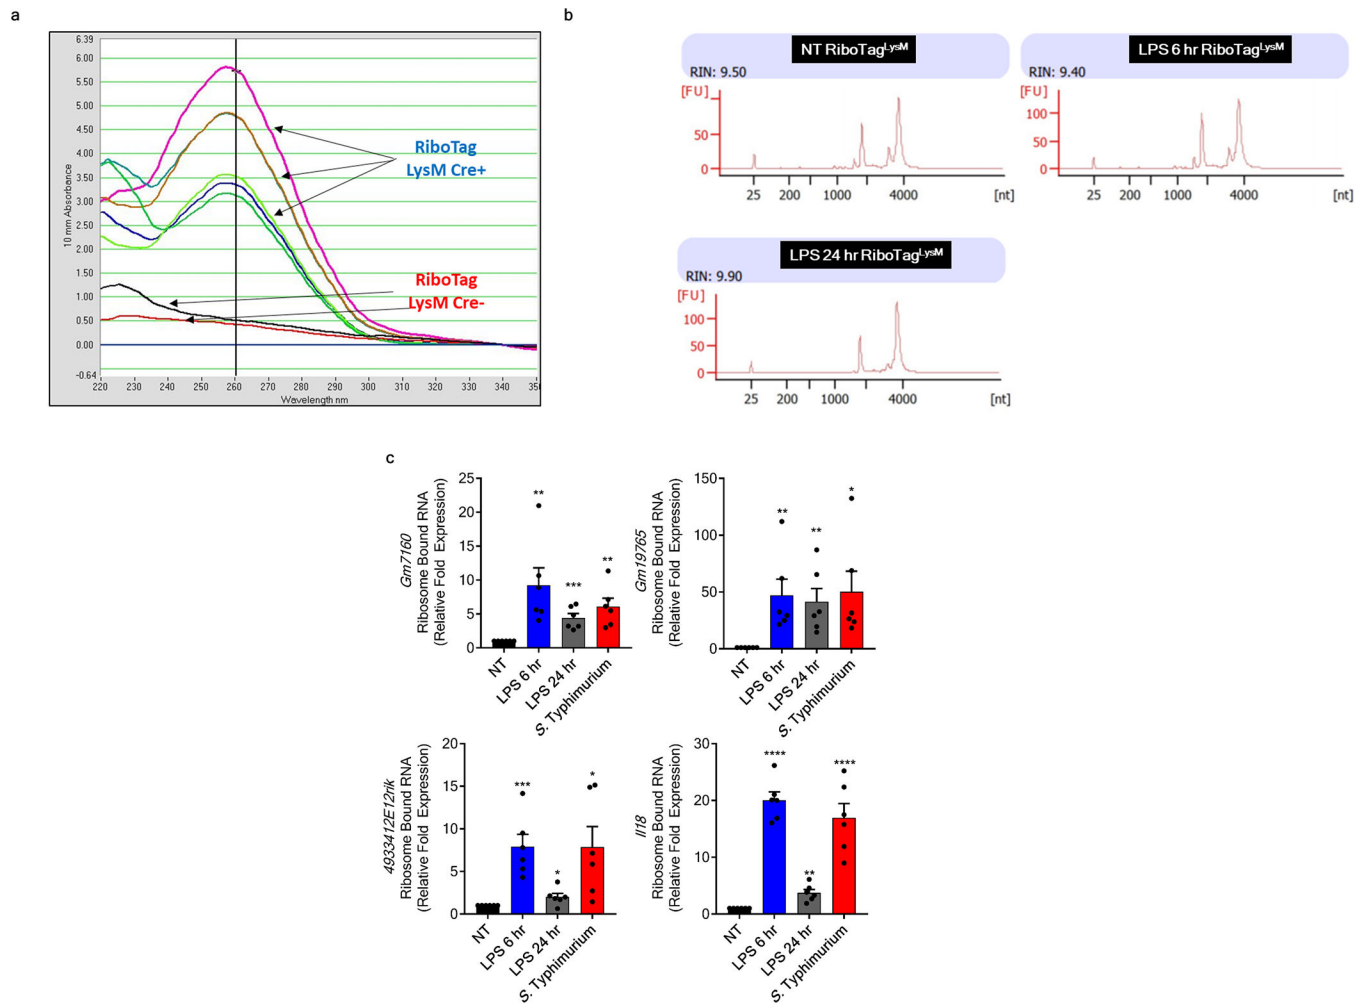 a
6.39
6.00
5.50
5.00
4.50
4.00
3.50
3.00
2.50
2.00
1.50
1.00
0.50
0.00
-0.64
10 mm Absorbance
220 230 240 250 260 270 280 290 300 310 320 330 340 350
Wavelength nm
RiboTag
LysM Cre+
RiboTag
LysM Cre-
b
NT RiboTagLysM
RIN: 9.50
[FU]
50
0
25 200 1000 4000 [nt]
LPS 6 hr RiboTagLysM
RIN: 9.40
[FU]
100
50
0
25 200 1000 4000 [nt]
LPS 24 hr RiboTagLysM
RIN: 9.90
[FU]
100
50
0
25 200 1000 4000 [nt]
c
Gm7160
Ribosome Bound RNA
(Relative Fold Expression)
25
20
15
10
5
0
** *** **
NT LPS 6 hr LPS 24 hr S. Typhimurium
Gm19765
Ribosome Bound RNA
(Relative Fold Expression)
150
100
50
0
** ** *
NT LPS 6 hr LPS 24 hr S. Typhimurium
4933412E12rik
Ribosome Bound RNA
(Relative Fold Expression)
20
15
10
5
0
*** * *
NT LPS 6 hr LPS 24 hr S. Typhimurium
Il18
Ribosome Bound RNA
(Relative Fold Expression)
30
20
10
0
**** ** ****
NT LPS 6 hr LPS 24 hr S. Typhimurium